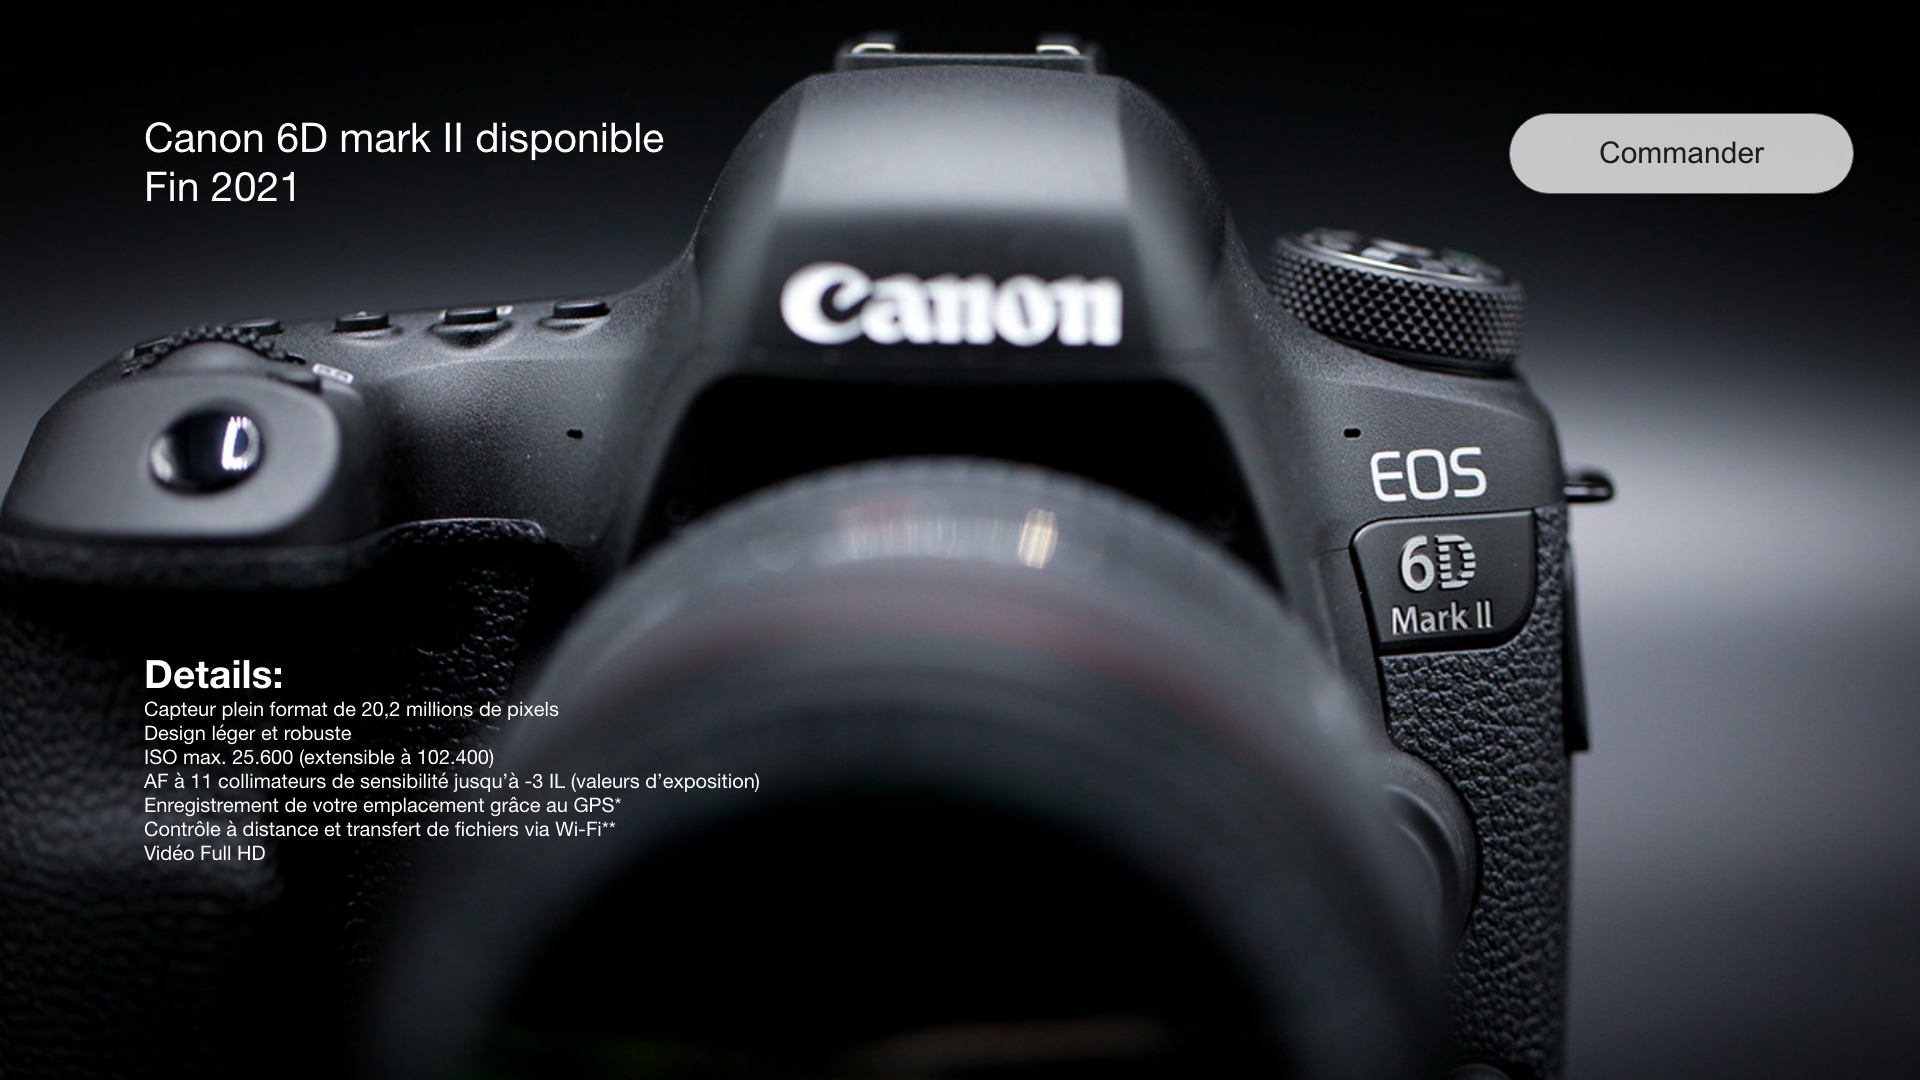 Canon 6D mark II disponible
Fin 2021
Commander
Canon
EOS
6D
Mark II
Details:
Capteur plein format de 20,2 millions de pixels
Design léger et robuste
ISO max. 25.600 (extensible à 102.400)
AF à 11 collimateurs de sensibilité jusqu’à -3 IL (valeurs d’exposition)
Enregistrement de votre emplacement grâce au GPS*
Contrôle à distance et transfert de fichiers via Wi-Fi**
Vidéo Full HD